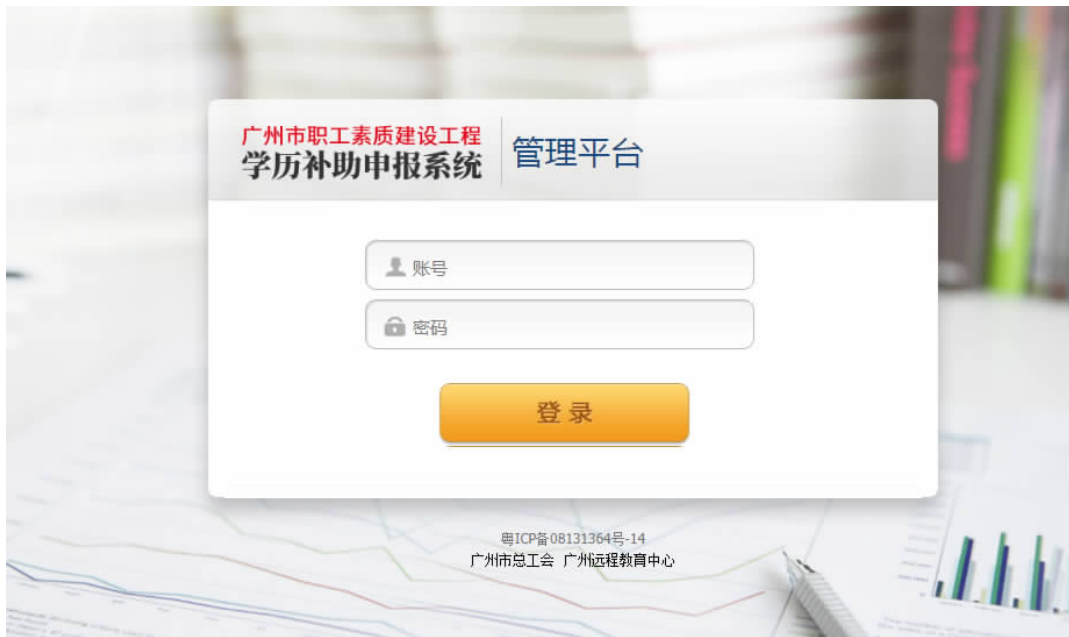 广州市职工素质建设工程
学历补助申报系统
管理平台
账号
密码
登录
粤ICP备08131364号-14
广州市总工会 广州远程教育中心